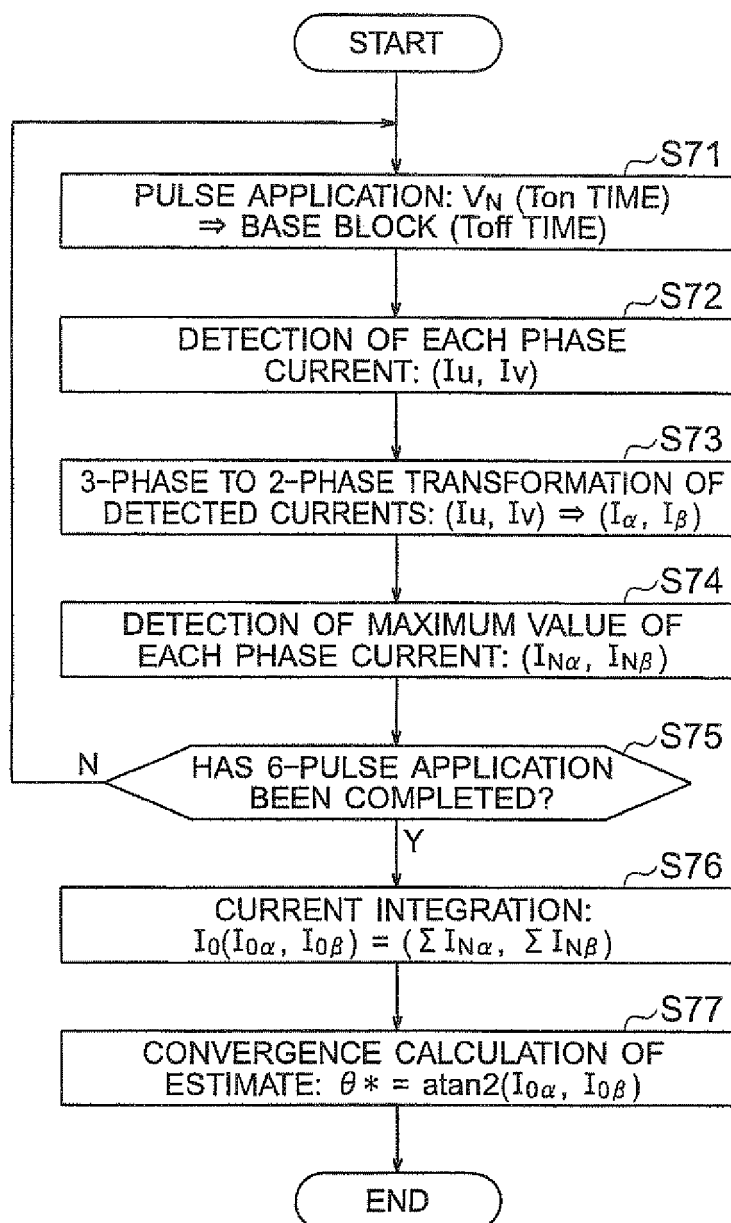 START
S71
PULSE APPLICATION: VN (Ton TIME)
⇒ BASE BLOCK (Toff TIME)
S72
DETECTION OF EACH PHASE
CURRENT: (Iu, Iv)
S73
3-PHASE TO 2-PHASE TRANSFORMATION OF
DETECTED CURRENTS: (Iu, Iv) ⇒ (Iα, Iβ)
S74
DETECTION OF MAXIMUM VALUE OF
EACH PHASE CURRENT: (INα, INβ)
S75
N
HAS 6-PULSE APPLICATION
BEEN COMPLETED?
Y
S76
CURRENT INTEGRATION:
I0(I0α, I0β) = (Σ INα, Σ INβ)
S77
CONVERGENCE CALCULATION OF
ESTIMATE: θ* = atan2(I0α, I0β)
END